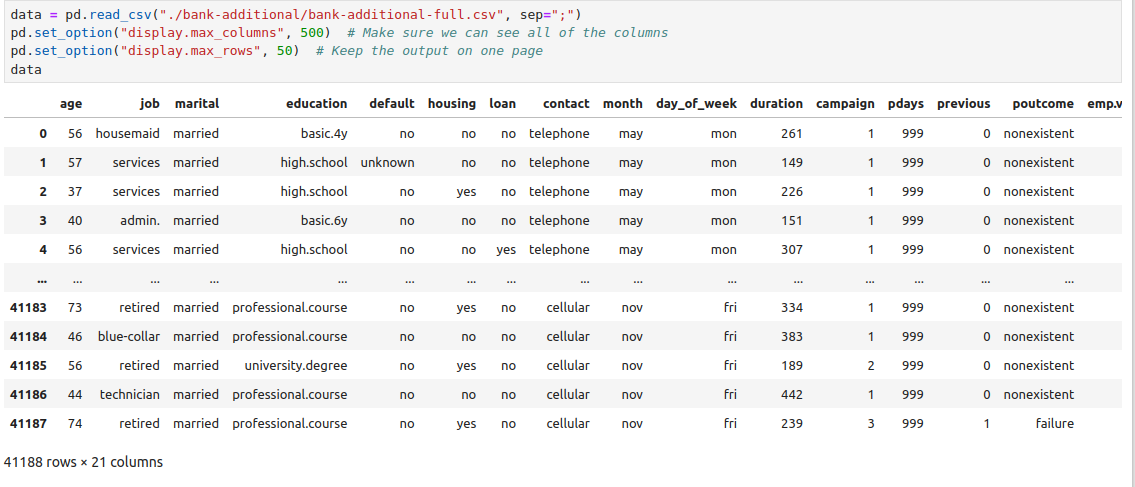 data = pd.read_csv("./bank-additional/bank-additional-full.csv", sep=";")
pd.set_option("display.max_columns", 500)  # Make sure we can see all of the columns
pd.set_option("display.max_rows", 50)  # Keep the output on one page
data
age job marital education default housing loan contact month day_of_week duration campaign pdays previous poutcome emp.v
0 56 housemaid married basic.4y no no no telephone may mon 261 1 999 0 nonexistent
1 57 services married high.school unknown no no telephone may mon 149 1 999 0 nonexistent
2 37 services married high.school no yes no telephone may mon 226 1 999 0 nonexistent
3 40 admin. married basic.6y no no no telephone may mon 151 1 999 0 nonexistent
4 56 services married high.school no no yes telephone may mon 307 1 999 0 nonexistent
... ... ... ... ... ... ... ... ... ... ... ... ... ... ... ...
41183 73 retired married professional.course no yes no cellular nov fri 334 1 999 0 nonexistent
41184 46 blue-collar married professional.course no no no cellular nov fri 383 1 999 0 nonexistent
41185 56 retired married university.degree no yes no cellular nov fri 189 2 999 0 nonexistent
41186 44 technician married professional.course no no no cellular nov fri 442 1 999 0 nonexistent
41187 74 retired married professional.course no yes no cellular nov fri 239 3 999 1 failure
41188 rows × 21 columns